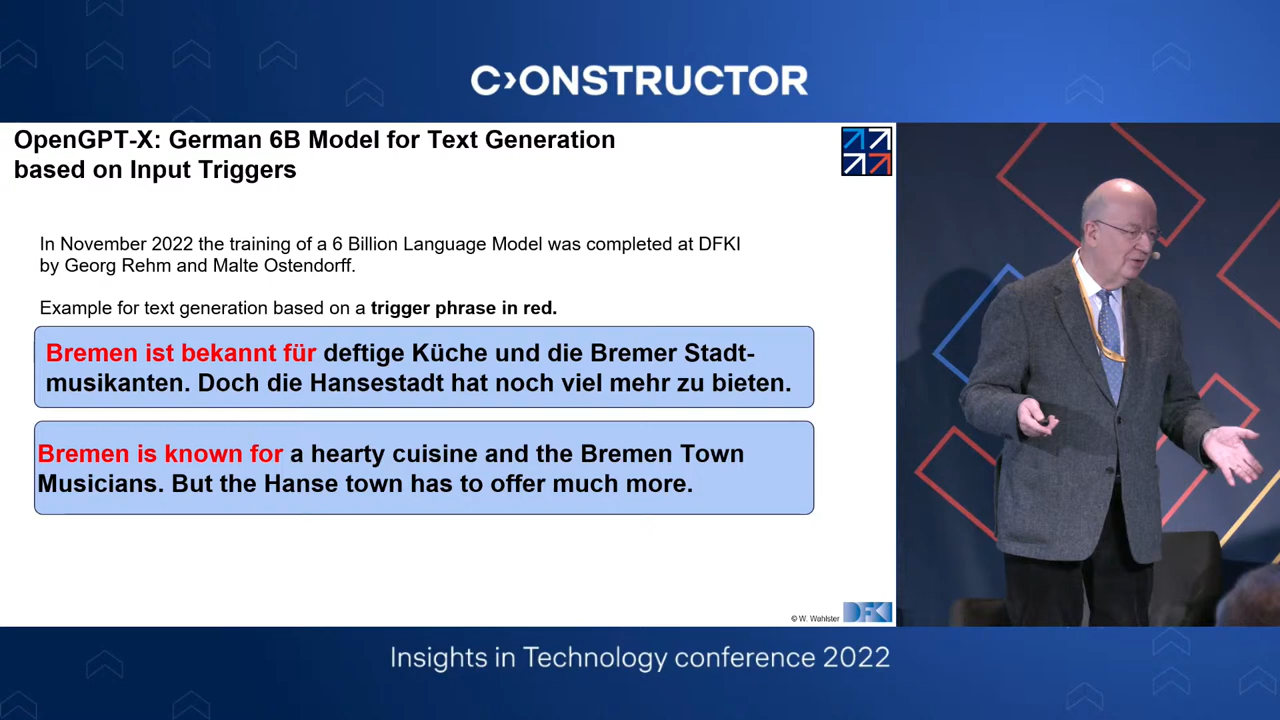 C›ONSTRUCTOR
OpenGPT-X: German 6B Model for Text Generation
based on Input Triggers
In November 2022 the training of a 6 Billion Language Model was completed at DFKI
by Georg Rehm and Malte Ostendorff.
Example for text generation based on a trigger phrase in red.
Bremen ist bekannt für deftige Küche und die Bremer Stadt-
musikanten. Doch die Hansestadt hat noch viel mehr zu bieten.
Bremen is known for a hearty cuisine and the Bremen Town
Musicians. But the Hanse town has to offer much more.
© W. Wahlster
DFKI
Insights in Technology conference 2022